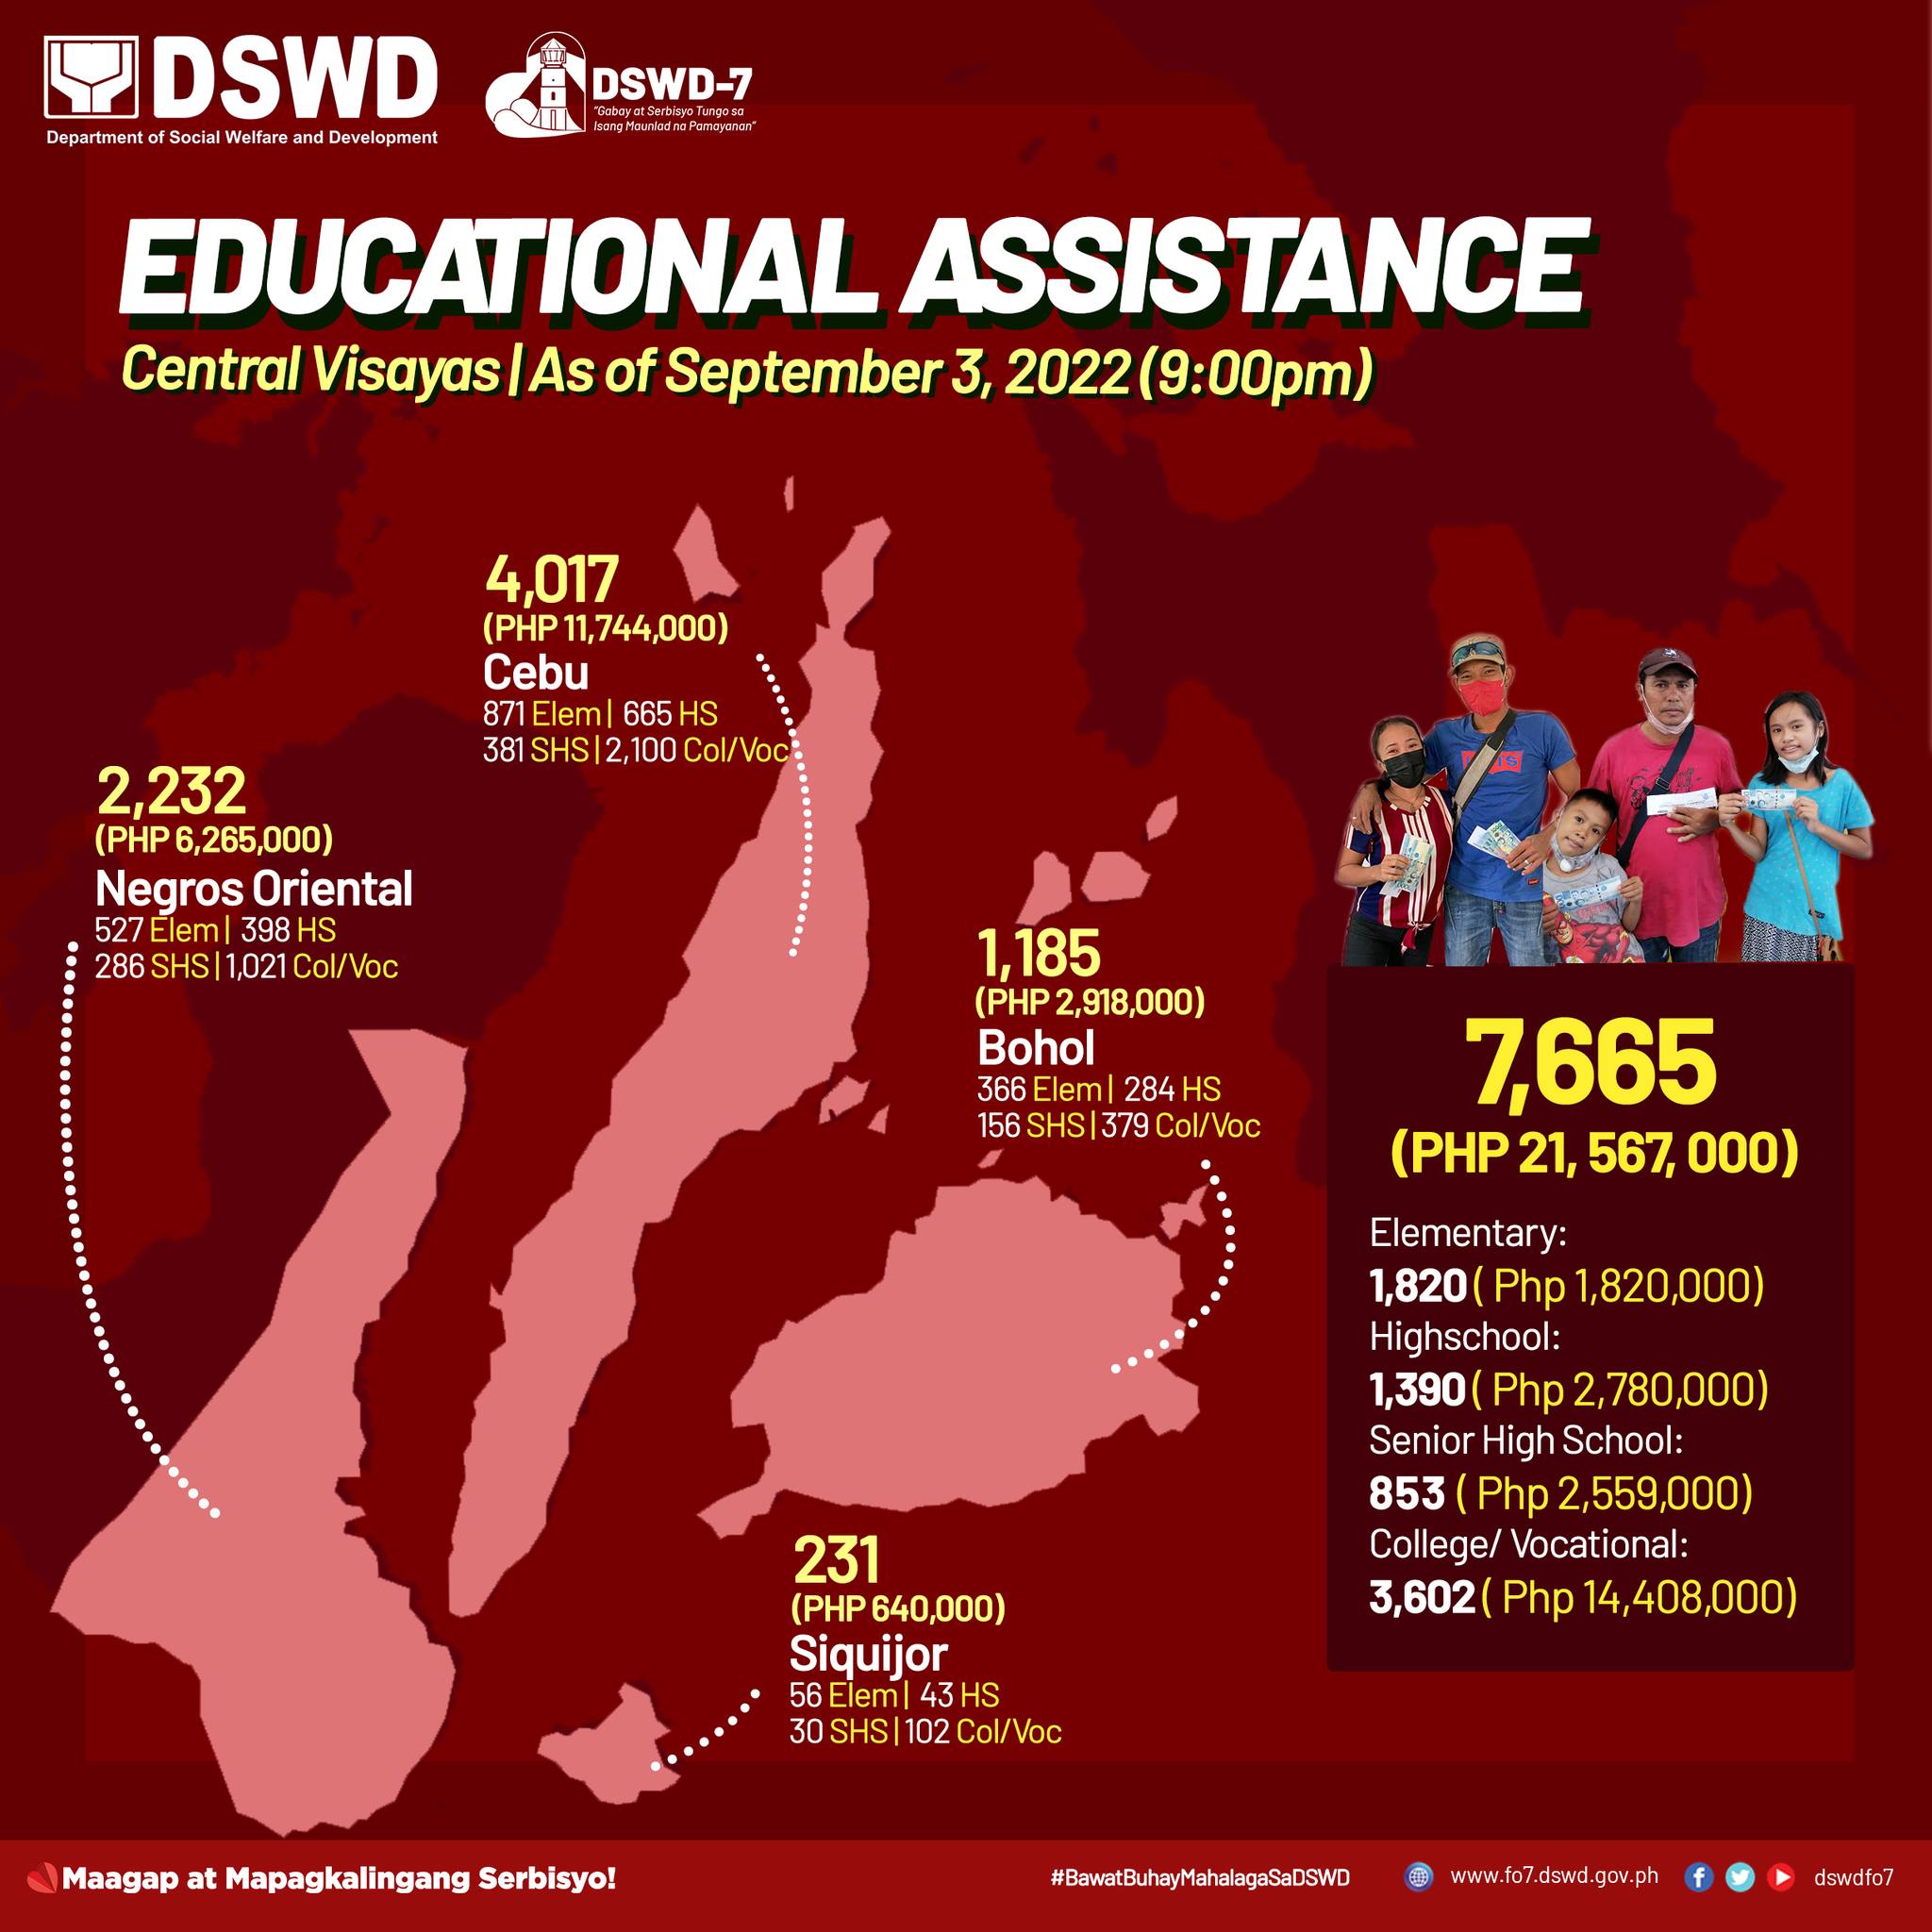 DSWD
Department of Social Welfare and Development
DSWD-7
"Gabay at Serbisyo Tungo sa
Isang Maunlad na Pamayanan"
EDUCATIONAL ASSISTANCE
Central Visayas | As of September 3, 2022 (9:00pm)
4,017
(PHP 11,744,000)
Cebu
871 Elem | 665 HS
381 SHS | 2,100 Col/Voc
2,232
(PHP 6,265,000)
Negros Oriental
527 Elem | 398 HS
286 SHS | 1,021 Col/Voc
1,185
(PHP 2,918,000)
Bohol
366 Elem | 284 HS
156 SHS | 379 Col/Voc
231
(PHP 640,000)
Siquijor
56 Elem | 43 HS
30 SHS | 102 Col/Voc
7,665
(PHP 21, 567, 000)
Elementary:
1,820 ( Php 1,820,000)
Highschool:
1,390 ( Php 2,780,000)
Senior High School:
853 ( Php 2,559,000)
College/ Vocational:
3,602 ( Php 14,408,000)
Maagap at Mapagkalingang Serbisyo!
#BawatBuhayMahalagaSaDSWD
www.fo7.dswd.gov.ph
dswdfo7